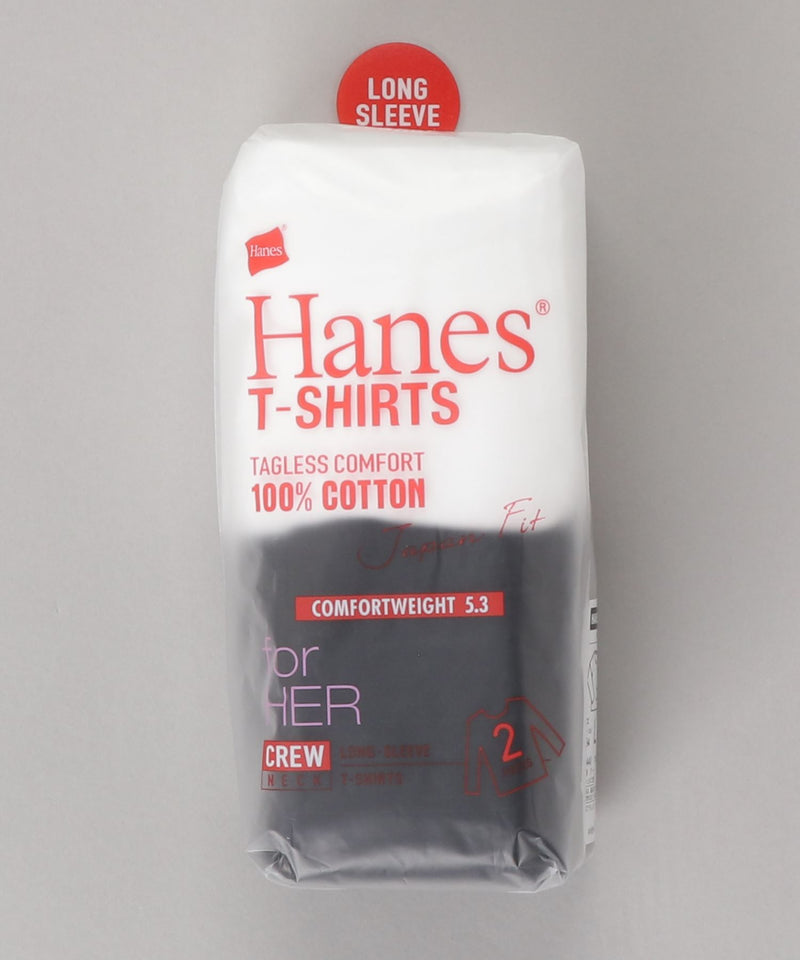 LONG
SLEEVE
Hanes®
Hanes®
T-SHIRTS
TAGLESS COMFORT
100% COTTON
Japan Fit
COMFORTWEIGHT 5.3
for
HER
CREW
NECK
LONG-SLEEVE
T-SHIRTS
2